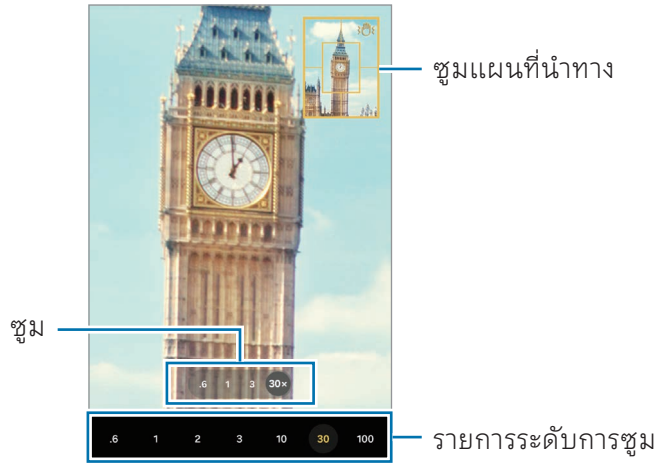 ซูมแผนที่นำทาง
ซูม
.6 1 3 30×
.6 1 2 3 10 30 100
รายการระดับการซูม